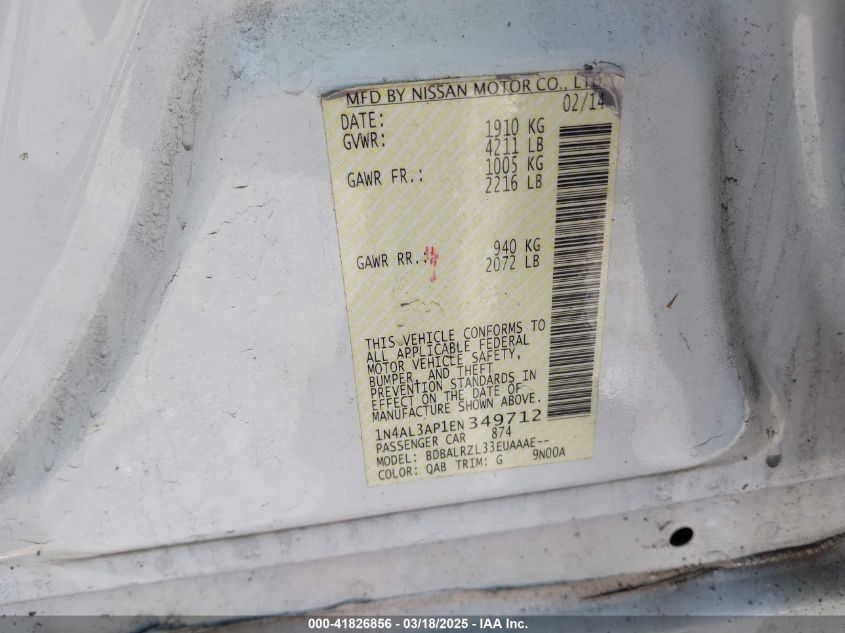 MFD BY NISSAN MOTOR CO., LTD
DATE: 02/14
GVWR: 1910 KG
4211 LB
GAWR FR.: 1005 KG
2216 LB
GAWR RR.: 940 KG
2072 LB
THIS VEHICLE CONFORMS TO
ALL APPLICABLE FEDERAL
MOTOR VEHICLE SAFETY,
BUMPER, AND THEFT
PREVENTION STANDARDS IN
EFFECT ON THE DATE OF
MANUFACTURE SHOWN ABOVE.
1N4AL3AP1EN349712
PASSENGER CAR 874
MODEL: BDBALRZL33EUAAAE--
COLOR: QAB TRIM: G 9N00A
000-41826856 - 03/18/2025 - IAA Inc.